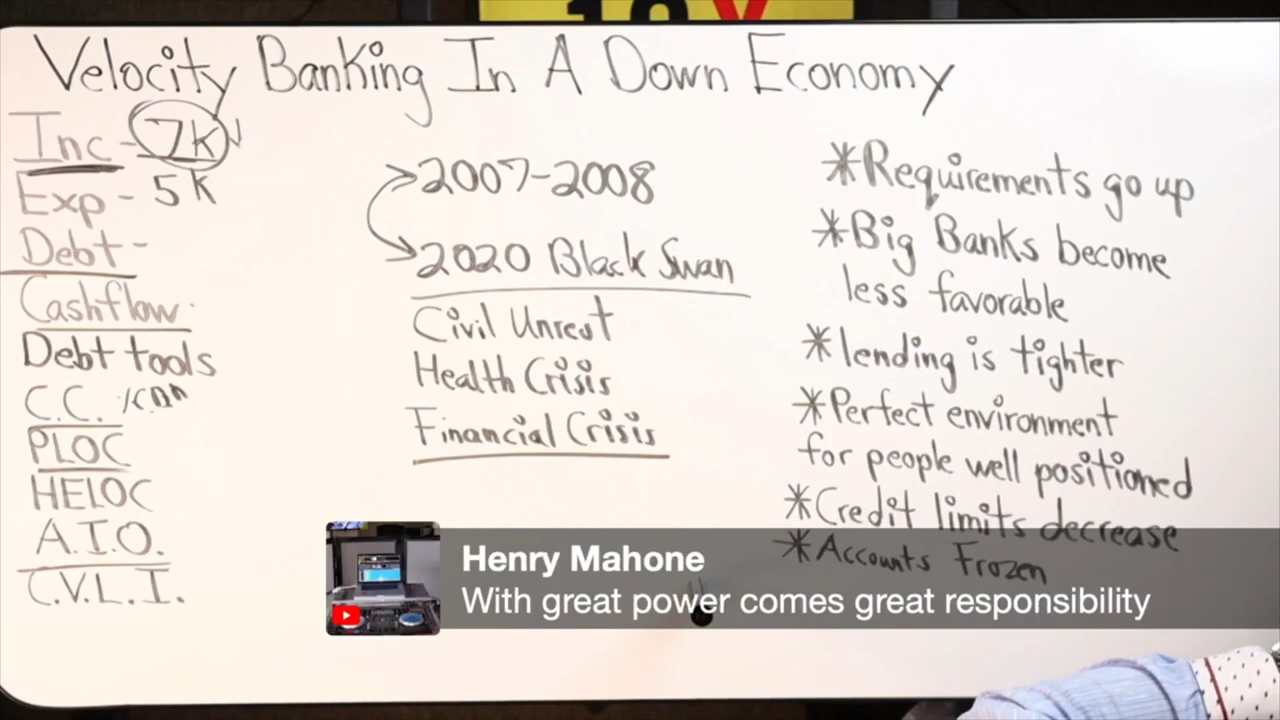 Velocity Banking In A Down Economy
Inc - 7K
Exp - 5K
Debt -
Cashflow
Debt tools
C.C.
PLOC
HELOC
A.I.O.
C.V.L.I.
2007-2008
2020 Black Swan
Civil Unrest
Health Crisis
Financial Crisis
*Requirements go up
*Big Banks become
less favorable
*lending is tighter
*Perfect environment
for people well positioned
*Credit limits decrease
*Accounts Frozen
Henry Mahone
With great power comes great responsibility